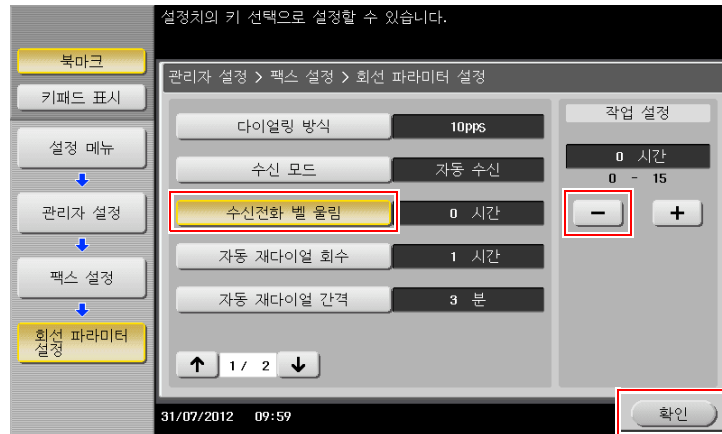 설정치의 키 선택으로 설정할 수 있습니다.
북마크
키패드 표시
설정 메뉴
관리자 설정
팩스 설정
회선 파라미터
설정
관리자 설정 > 팩스 설정 > 회선 파라미터 설정
다이얼링 방식 10pps
수신 모드 자동 수신
수신전화 벨 울림 0 시간
자동 재다이얼 회수 1 시간
자동 재다이얼 간격 3 분
↑ 1/ 2 ↓
작업 설정
0 시간
0 - 15
− +
31/07/2012 09:59
확인